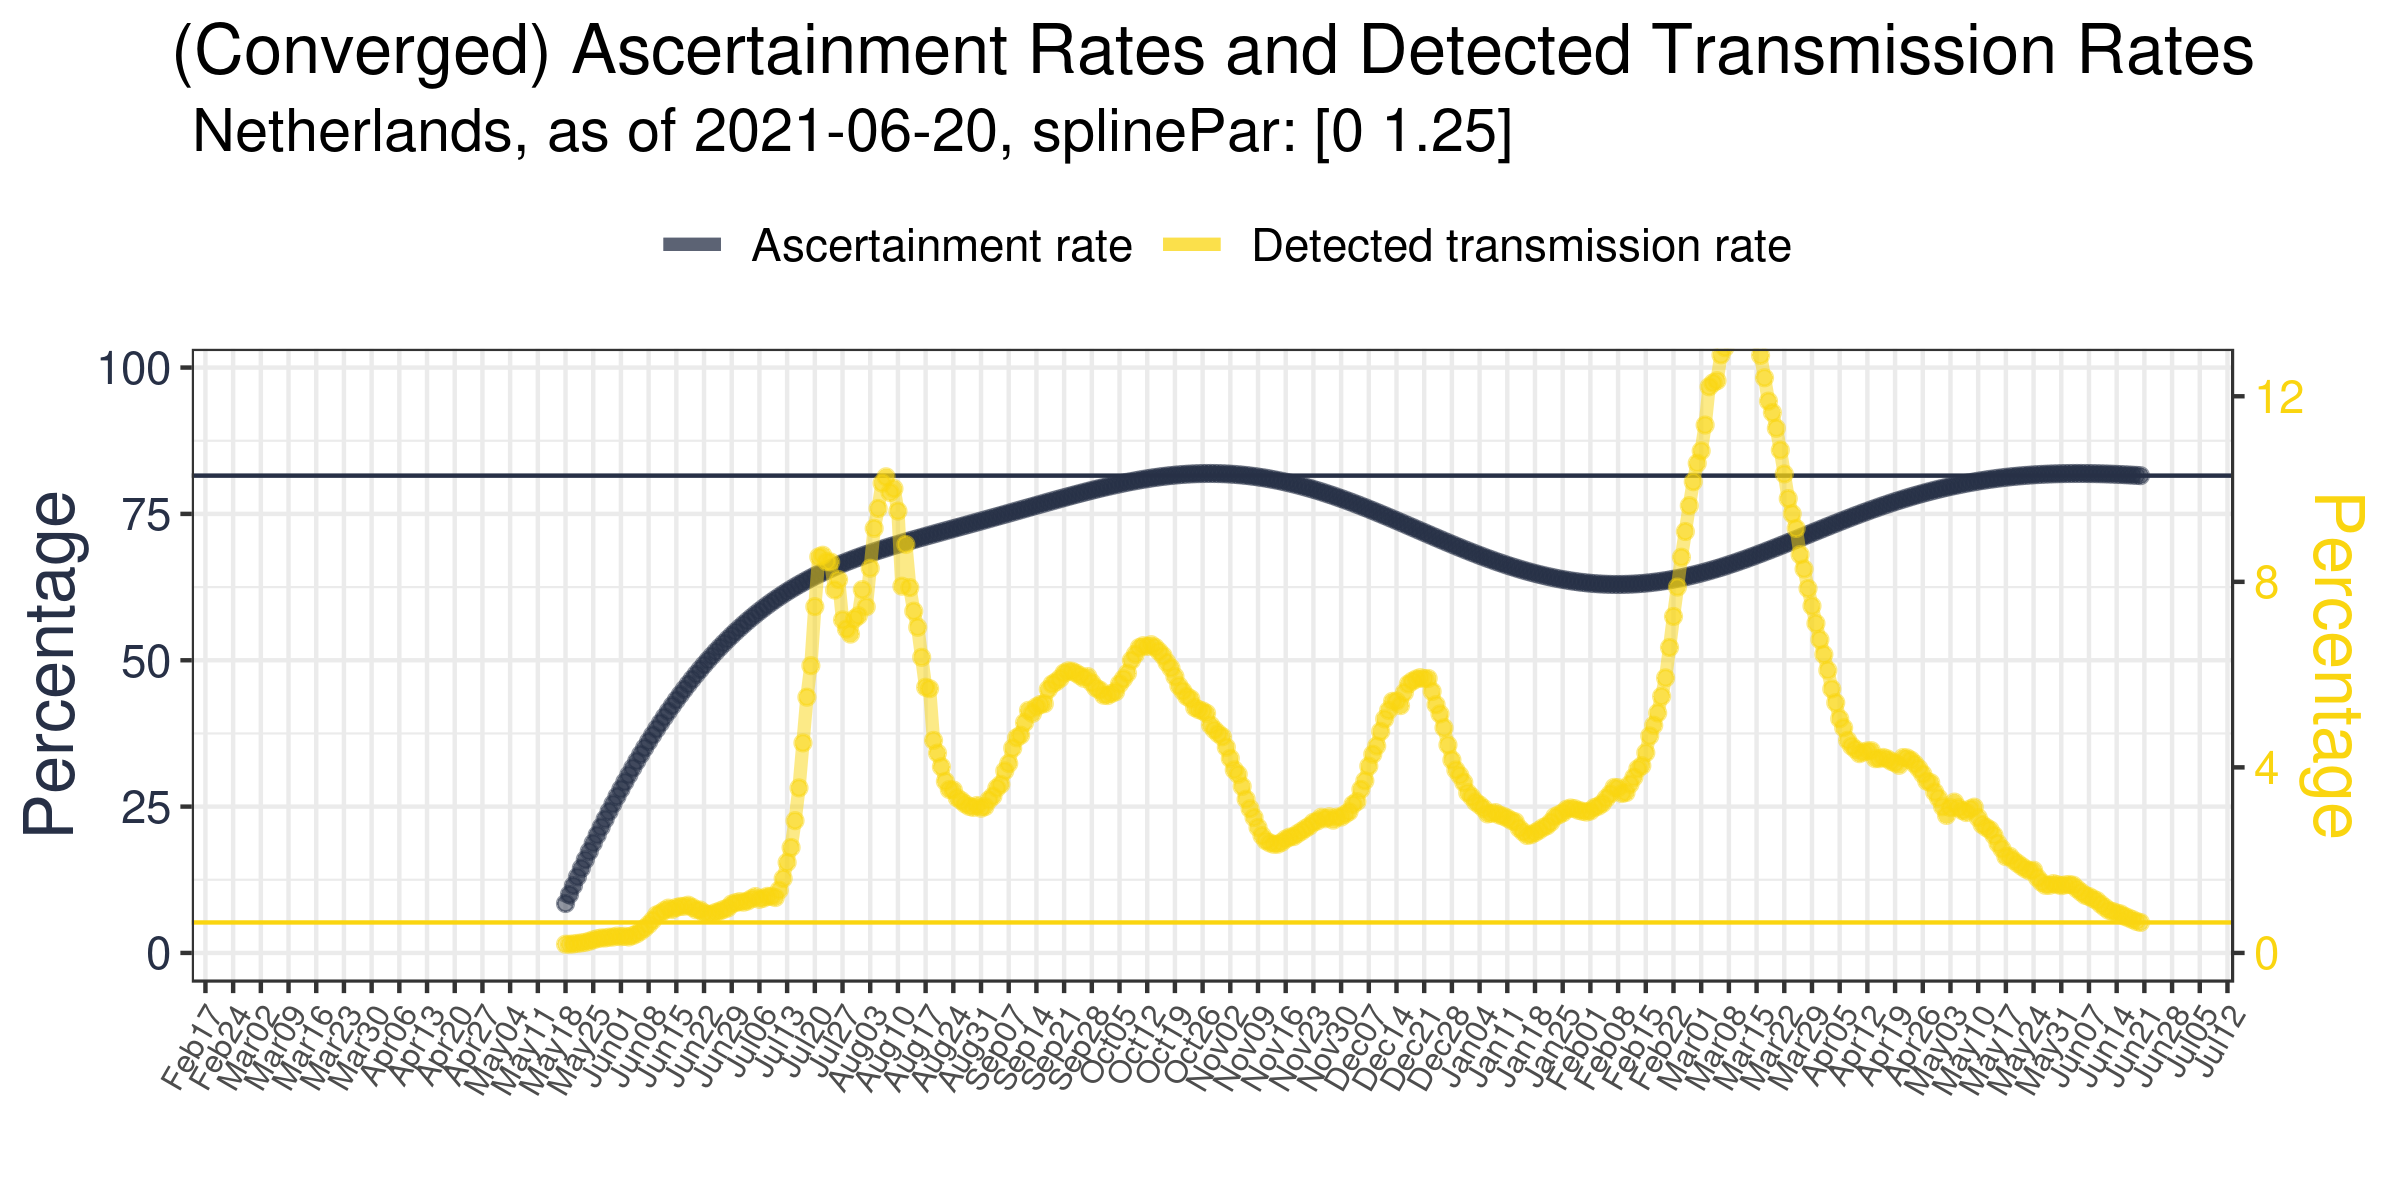 (Converged) Ascertainment Rates and Detected Transmission Rates
Netherlands, as of 2021-06-20, splinePar: [0 1.25]
Ascertainment rate
Detected transmission rate
Percentage
100
75
50
25
0
12
8
4
0
Percentage
Feb17
Feb24
Mar02
Mar09
Mar16
Mar23
Mar30
Apr06
Apr13
Apr20
Apr27
May04
May11
May18
May25
Jun01
Jun08
Jun15
Jun22
Jun29
Jul06
Jul13
Jul20
Jul27
Aug03
Aug10
Aug17
Aug24
Aug31
Sep07
Sep14
Sep21
Sep28
Oct05
Oct12
Oct19
Oct26
Nov02
Nov09
Nov16
Nov23
Nov30
Dec07
Dec14
Dec21
Dec28
Jan04
Jan11
Jan18
Jan25
Feb01
Feb08
Feb15
Feb22
Mar01
Mar08
Mar15
Mar22
Mar29
Apr05
Apr12
Apr19
Apr26
May03
May10
May17
May24
May31
Jun07
Jun14
Jun21
Jun28
Jul05
Jul12